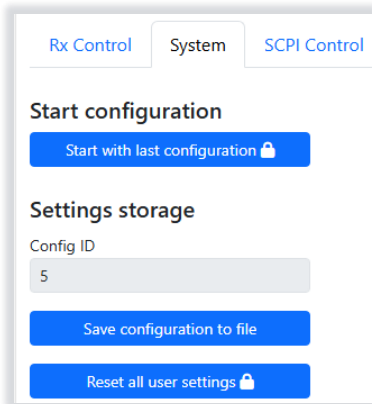 Rx Control System SCPI Control
Start configuration
Start with last configuration
Settings storage
Config ID
5
Save configuration to file
Reset all user settings